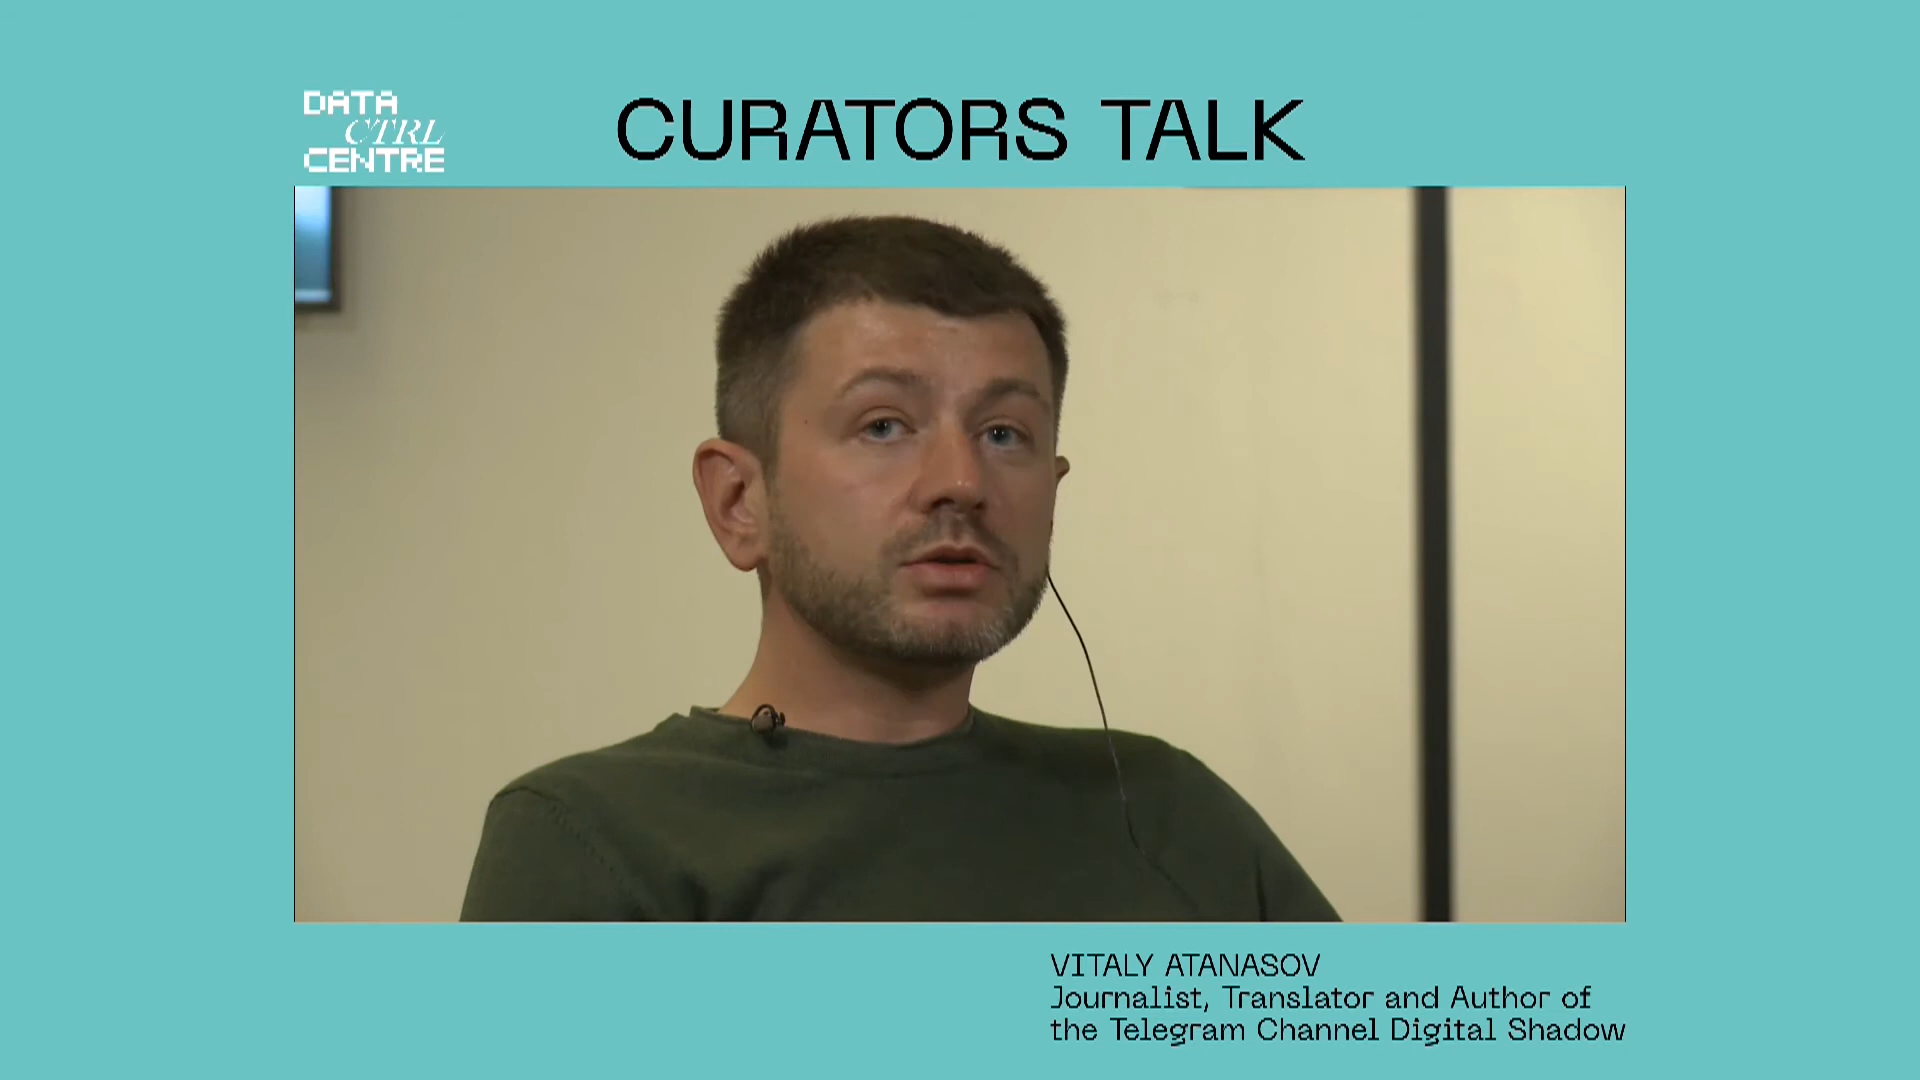 DATA
CTRL
CENTRE
CURATORS TALK
VITALY ATANASOV
Journalist, Translator and Author of
the Telegram Channel Digital Shadow